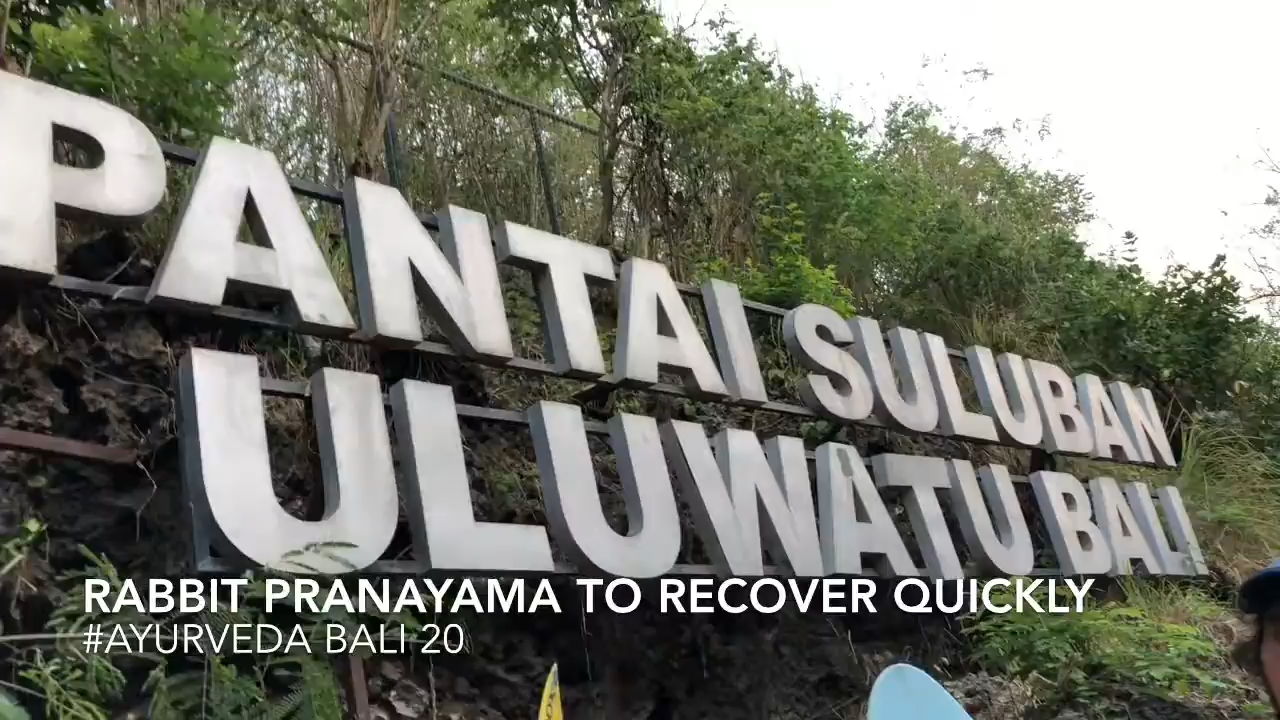 PANTAI SULUBAN
ULUWATU BALI
RABBIT PRANAYAMA TO RECOVER QUICKLY
#AYURVEDA BALI 20